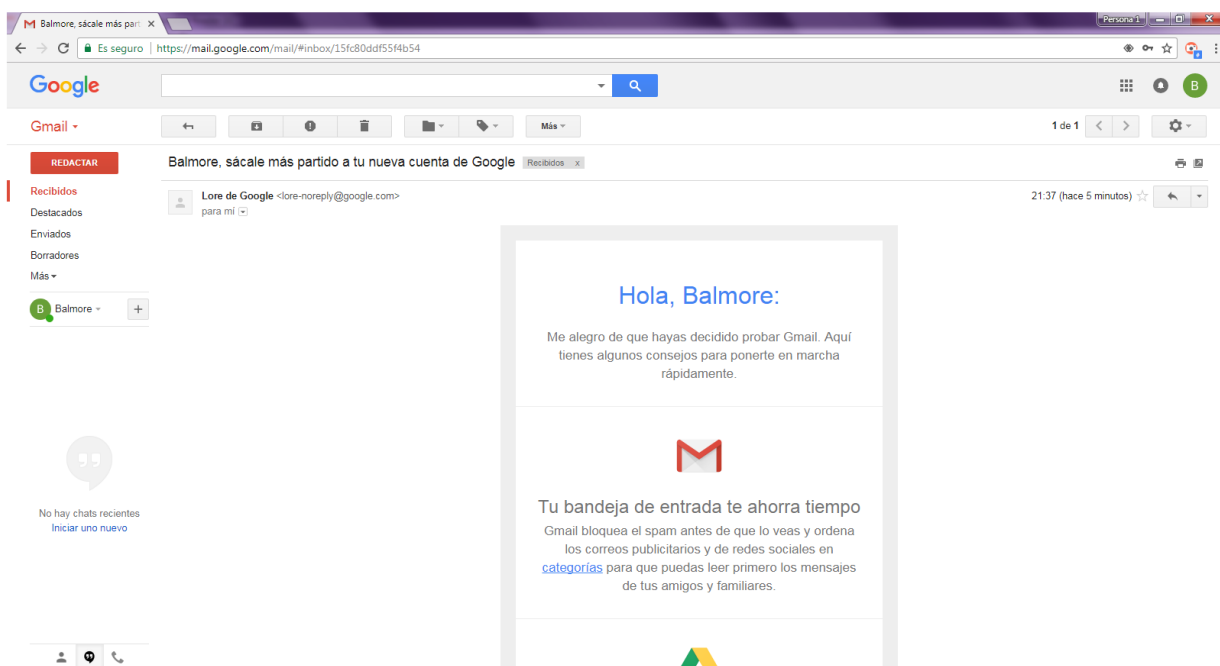 Balmore, sácale más part
Persona 1
Es seguro | https://mail.google.com/mail/#inbox/15fc80ddf55f4b54
Google
B
Gmail
Más
1 de 1
REDACTAR
Balmore, sácale más partido a tu nueva cuenta de Google Recibidos x
Recibidos
Lore de Google <lore-noreply@google.com>
21:37 (hace 5 minutos)
para mí
Destacados
Enviados
Borradores
Más
B Balmore
Hola, Balmore:
Me alegro de que hayas decidido probar Gmail. Aquí
tienes algunos consejos para ponerte en marcha
rápidamente.
Tu bandeja de entrada te ahorra tiempo
Gmail bloquea el spam antes de que lo veas y ordena
los correos publicitarios y de redes sociales en
categorías para que puedas leer primero los mensajes
de tus amigos y familiares.
No hay chats recientes
Iniciar uno nuevo